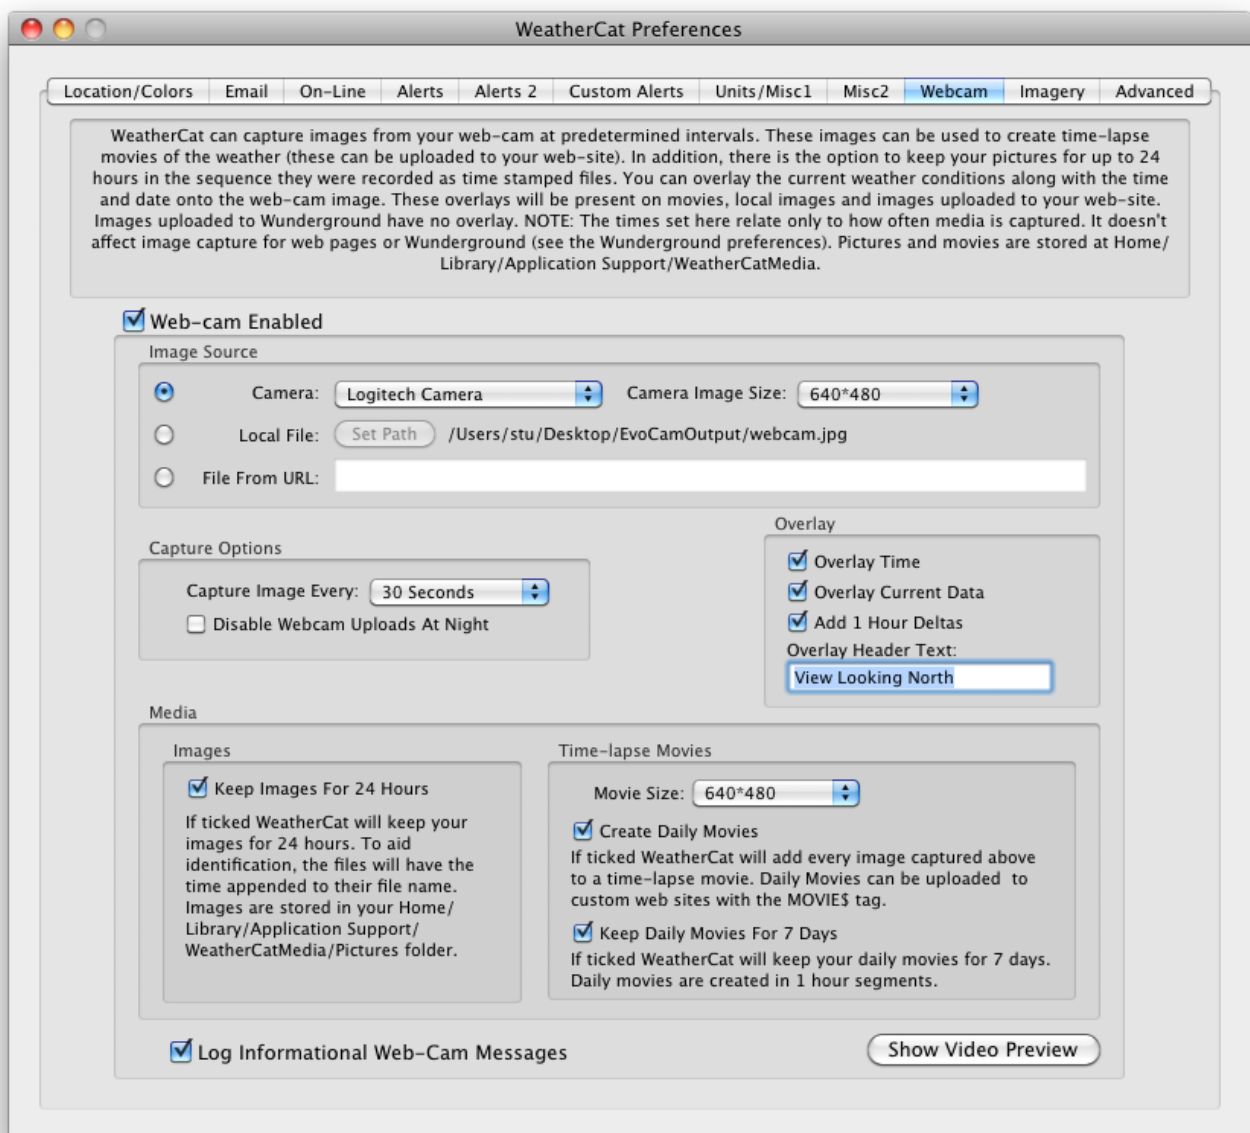 WeatherCat Preferences
Location/Colors Email On-Line Alerts Alerts 2 Custom Alerts Units/Misc1 Misc2 Webcam Imagery Advanced
WeatherCat can capture images from your web-cam at predetermined intervals. These images can be used to create time-lapse
movies of the weather (these can be uploaded to your web-site). In addition, there is the option to keep your pictures for up to 24
hours in the sequence they were recorded as time stamped files. You can overlay the current weather conditions along with the time
and date onto the web-cam image. These overlays will be present on movies, local images and images uploaded to your web-site.
Images uploaded to Wunderground have no overlay. NOTE: The times set here relate only to how often media is captured. It doesn't
affect image capture for web pages or Wunderground (see the Wunderground preferences). Pictures and movies are stored at Home/
Library/Application Support/WeatherCatMedia.
Web-cam Enabled
Image Source
Camera: Logitech Camera Camera Image Size: 640*480
Local File: Set Path /Users/stu/Desktop/EvoCamOutput/webcam.jpg
File From URL:
Capture Options
Capture Image Every: 30 Seconds
Disable Webcam Uploads At Night
Overlay
Overlay Time
Overlay Current Data
Add 1 Hour Deltas
Overlay Header Text:
View Looking North
Media
Images
Keep Images For 24 Hours
If ticked WeatherCat will keep your
images for 24 hours. To aid
identification, the files will have the
time appended to their file name.
Images are stored in your Home/
Library/Application Support/
WeatherCatMedia/Pictures folder.
Time-lapse Movies
Movie Size: 640*480
Create Daily Movies
If ticked WeatherCat will add every image captured above
to a time-lapse movie. Daily Movies can be uploaded to
custom web sites with the MOVIE$ tag.
Keep Daily Movies For 7 Days
If ticked WeatherCat will keep your daily movies for 7 days.
Daily movies are created in 1 hour segments.
Log Informational Web-Cam Messages
Show Video Preview